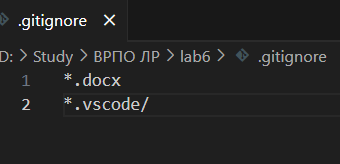 .gitignore ×
D: > Study > ВРПО ЛР > lab6 > .gitignore
1 *.docx
2 *.vscode/